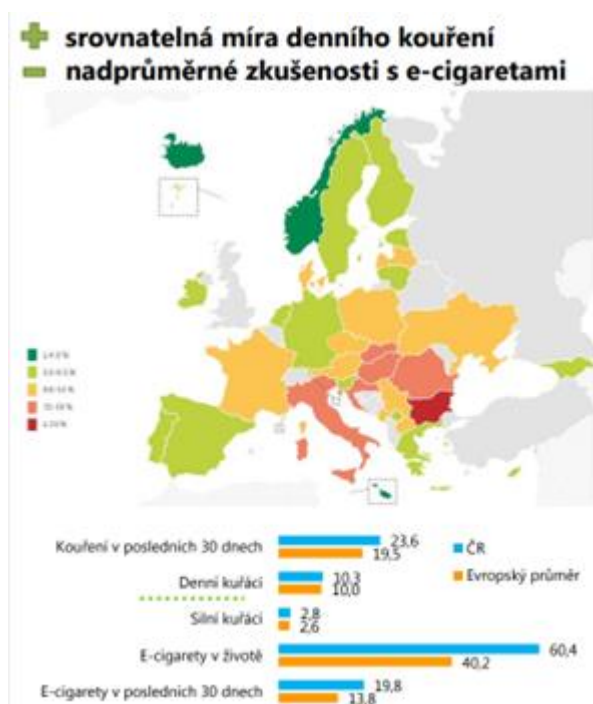 srovnatelná míra denního kouření
nadprůměrné zkušenosti s e-cigaretami
Kouření v posledních 30 dnech
23,6
19,5
ČR
Evropský průměr
Denní kuřáci
10,3
10,0
Silní kuřáci
2,8
2,6
E-cigarety v životě
60,4
40,2
E-cigarety v posledních 30 dnech
19,8
13,8